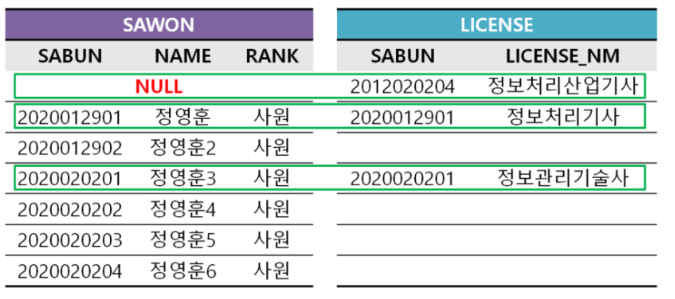 SAWON LICENSE
SABUN NAME RANK SABUN LICENSE_NM
NULL 2012020204 정보처리산업기사
2020012901 정영훈 사원 2020012901 정보처리기사
2020012902 정영훈2 사원
2020020201 정영훈3 사원 2020020201 정보관리기술사
2020020202 정영훈4 사원
2020020203 정영훈5 사원
2020020204 정영훈6 사원